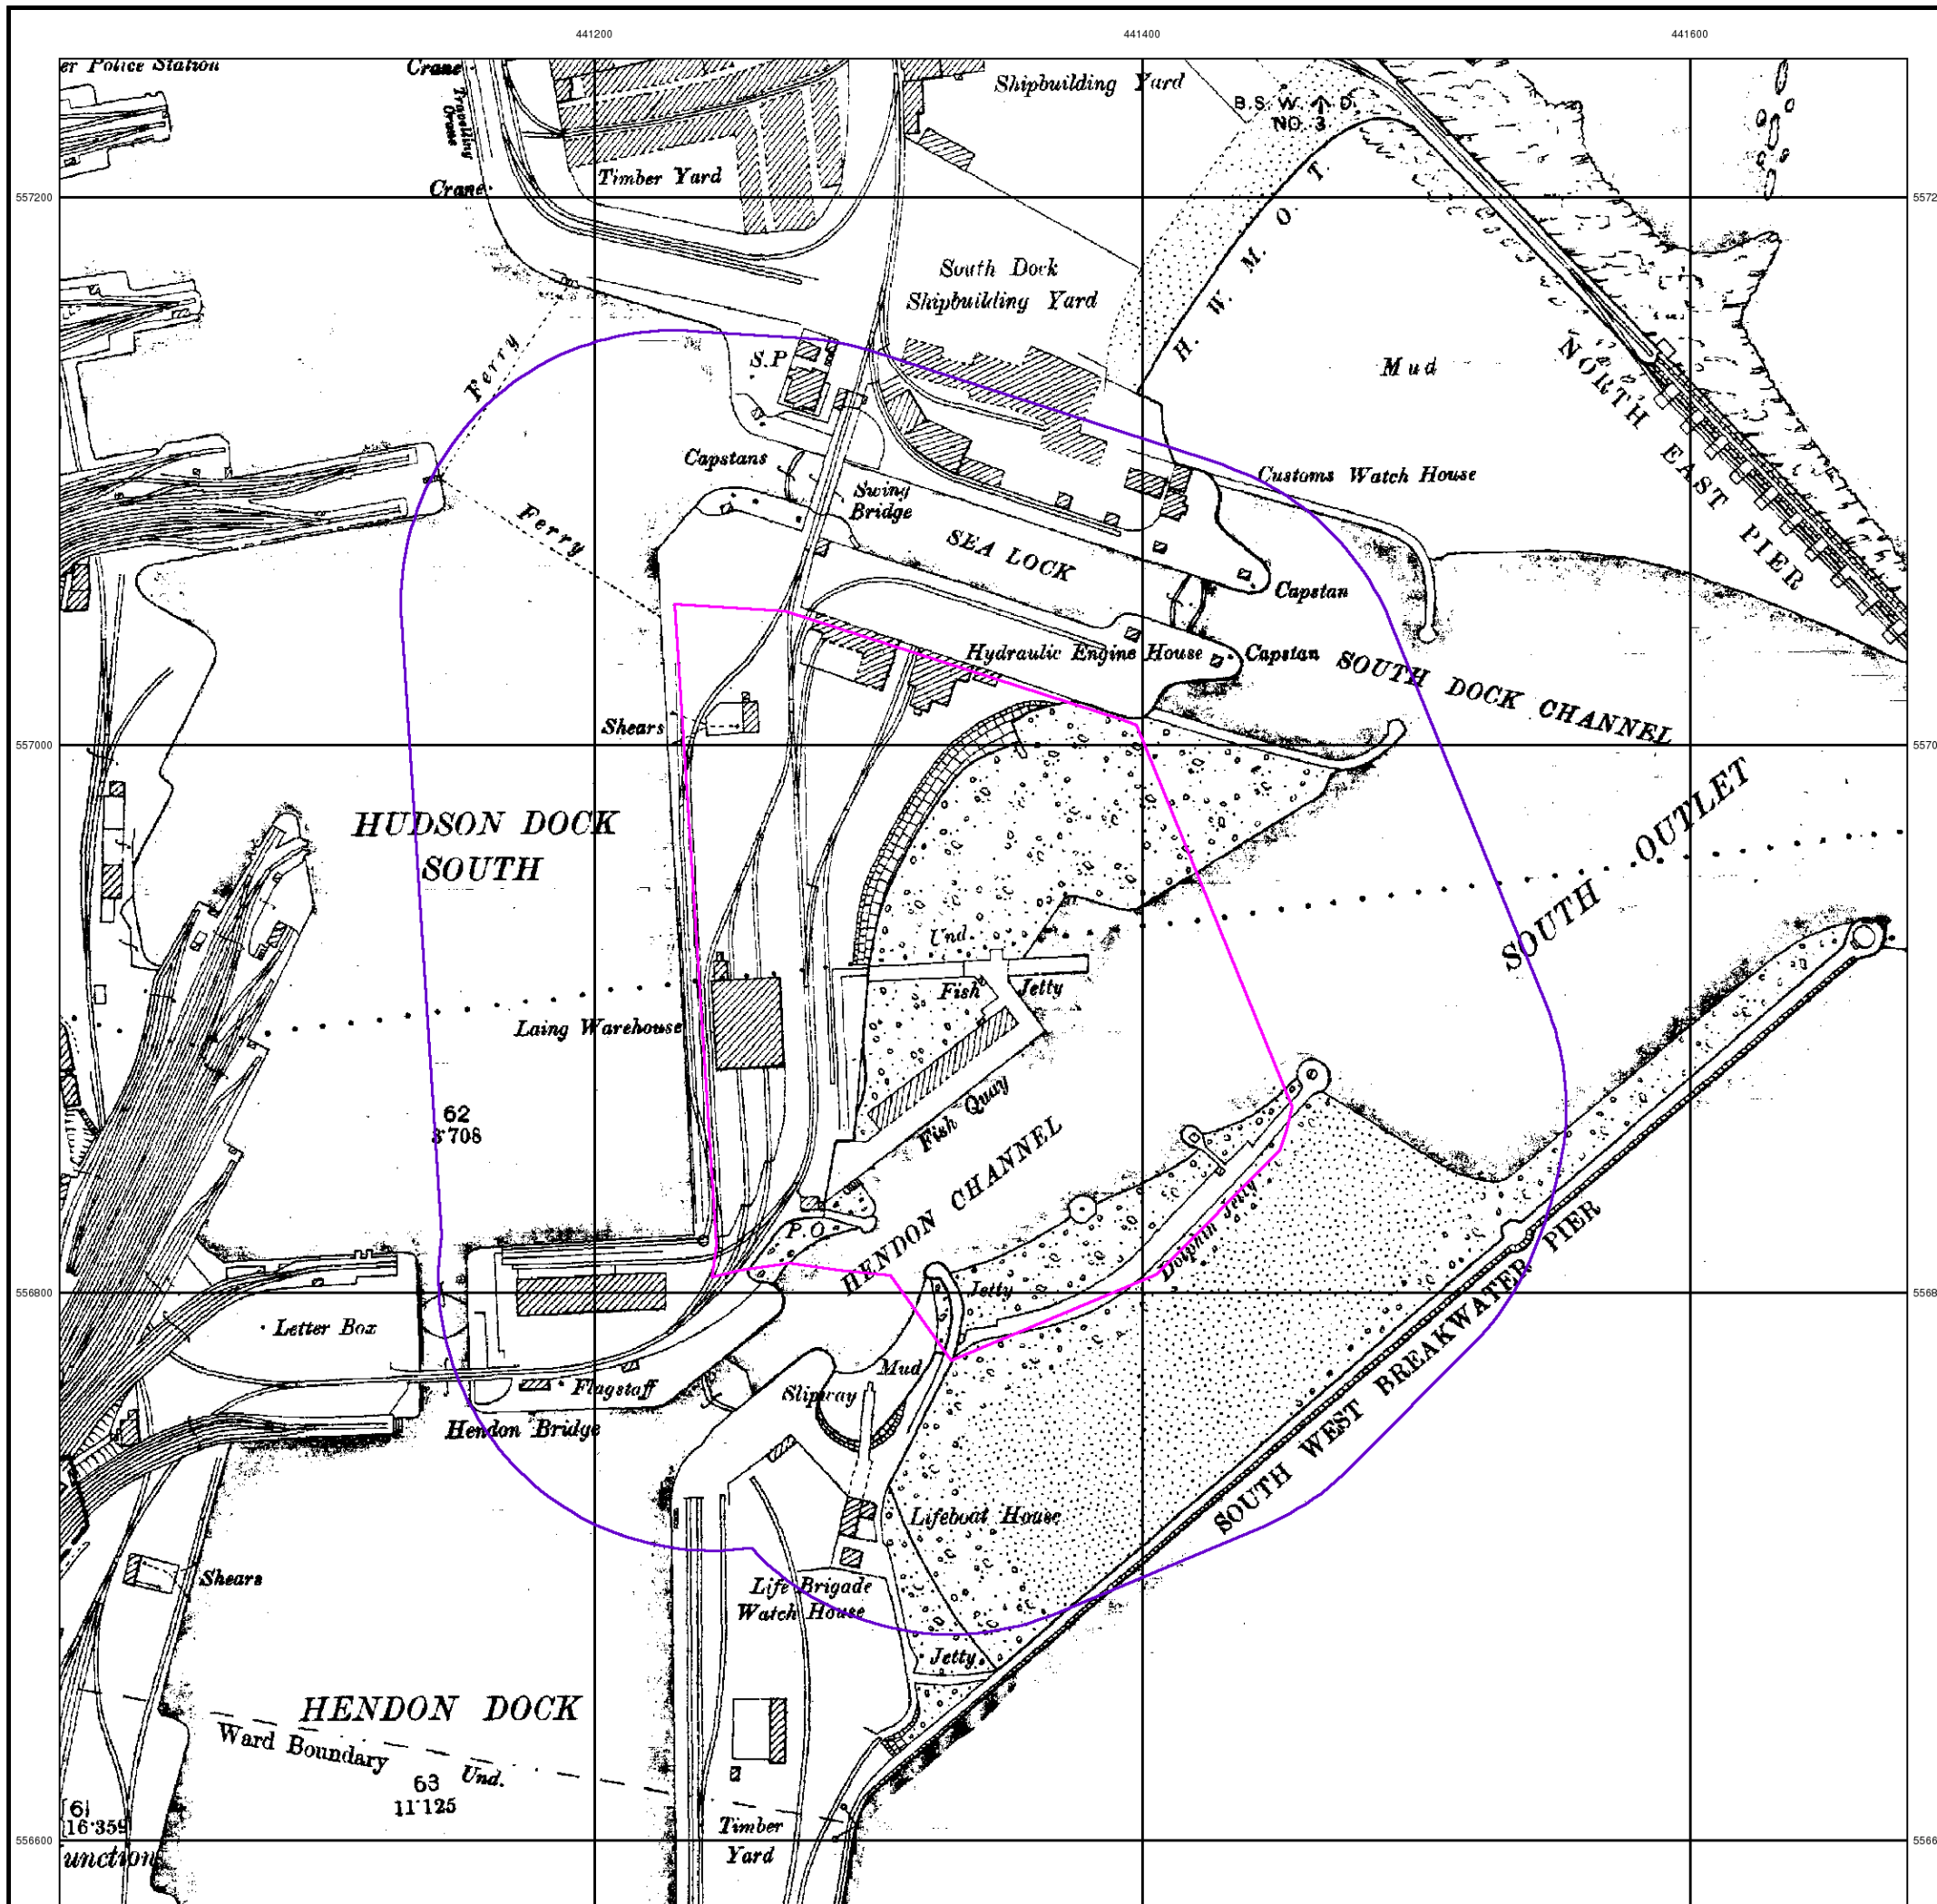 441200
441400
441600
er Police Station
Crane
Travelling
Crane
Shipbuilding Yard
B.S. W. ↑ D.
NO. 3
Timber Yard
Crane
557200
H. W. M. O. T.
South Dock
Shipbuilding Yard
Ferry
S.P
Mud
NORTH EAST PIER
Capstans
Swing
Bridge
Customs Watch House
Ferry
SEA LOCK
Capstan
Hydraulic Engine House
Capstan
SOUTH DOCK CHANNEL
Shears
557000
HUDSON DOCK
SOUTH
SOUTH OUTLET
Und.
Fish
Jetty
Laing Warehouse
62
3·708
Fish Quay
HENDON CHANNEL
Dolphin Jetty
P.O.
Jetty
556800
Letter Box
Mud
Flagstaff
Slipway
Hendon Bridge
SOUTH WEST BREAKWATER PIER
Lifeboat House
Shears
Life Brigade
Watch House
Jetty
HENDON DOCK
Ward Boundary
Und.
63
11·125
61
16·359
Timber
Yard
556600
unction